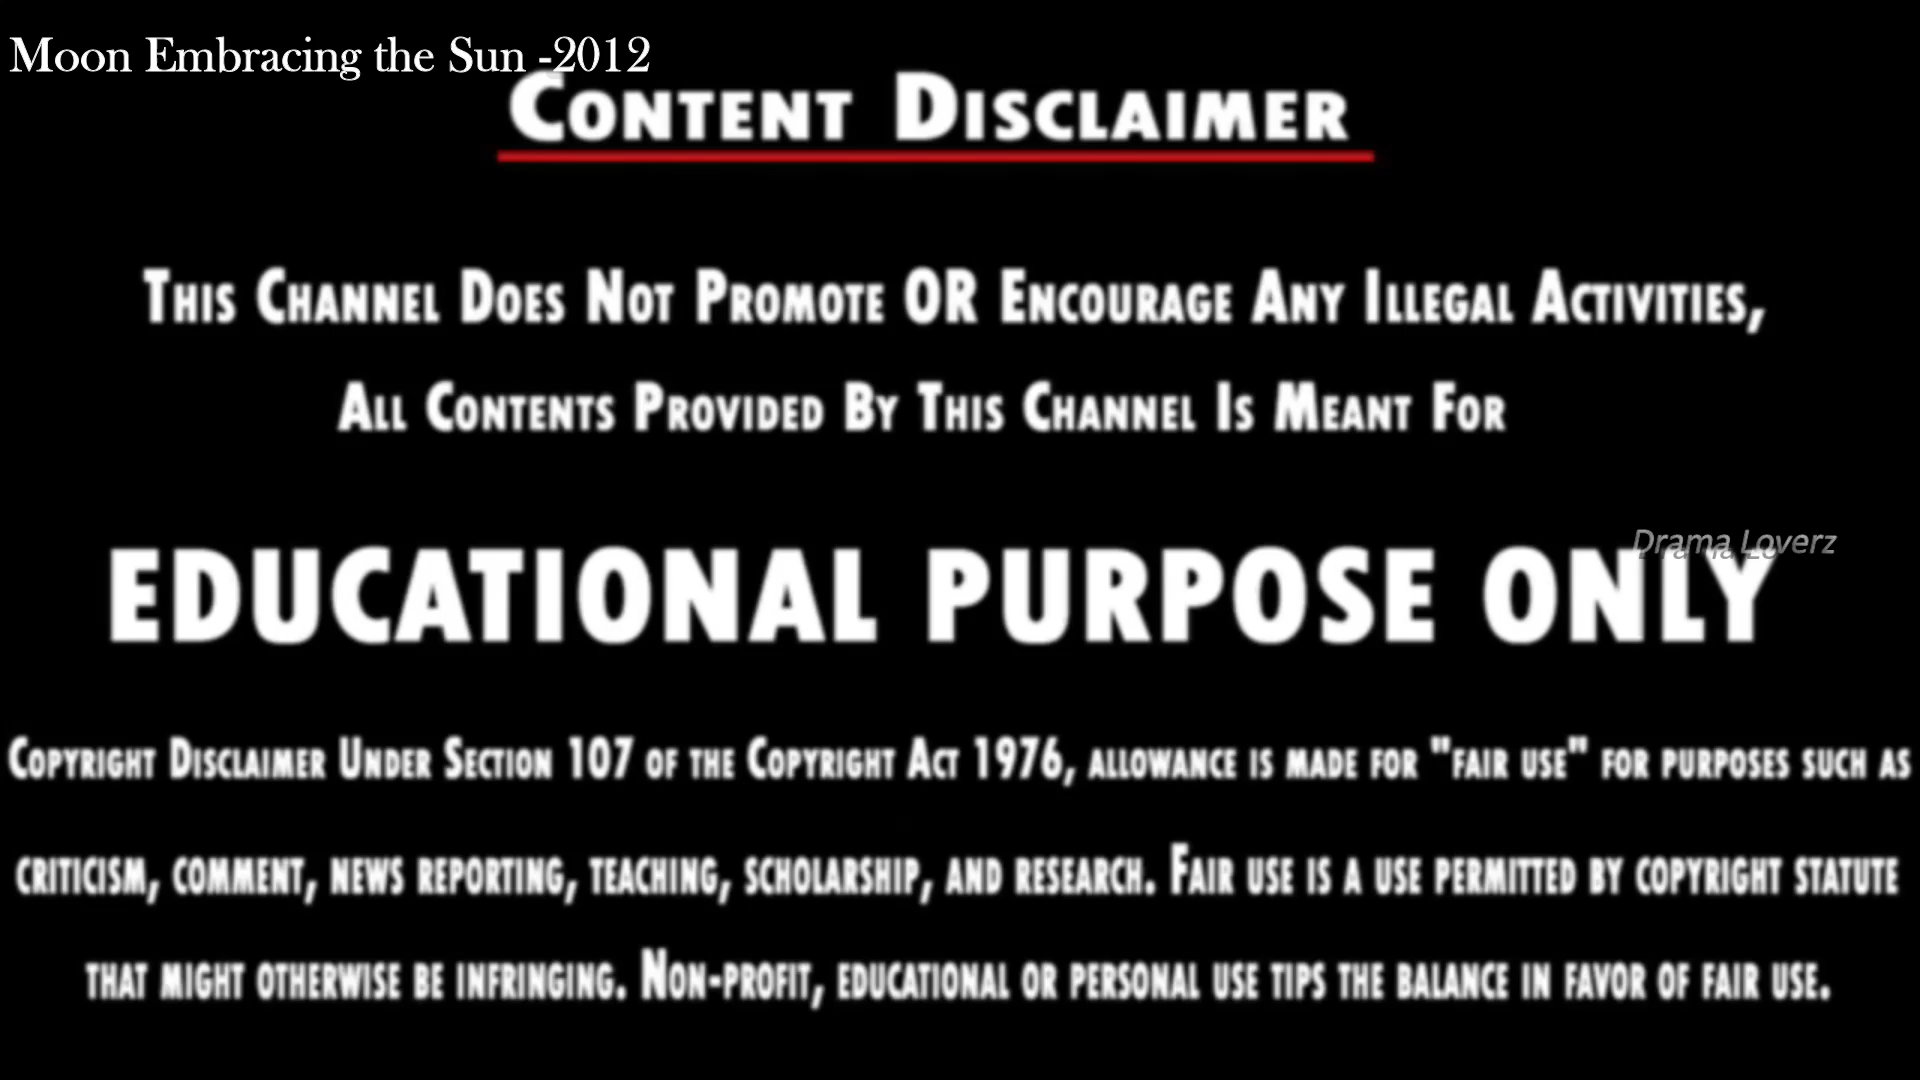 Moon Embracing the Sun -2012
Content Disclaimer
This Channel Does Not Promote OR Encourage Any Illegal Activities,
All Contents Provided By This Channel Is Meant For
Drama Loverz
EDUCATIONAL PURPOSE ONLY
Copyright Disclaimer Under Section 107 of the Copyright Act 1976, allowance is made for "fair use" for purposes such as
criticism, comment, news reporting, teaching, scholarship, and research. Fair use is a use permitted by copyright statute
that might otherwise be infringing. Non-profit, educational or personal use tips the balance in favor of fair use.